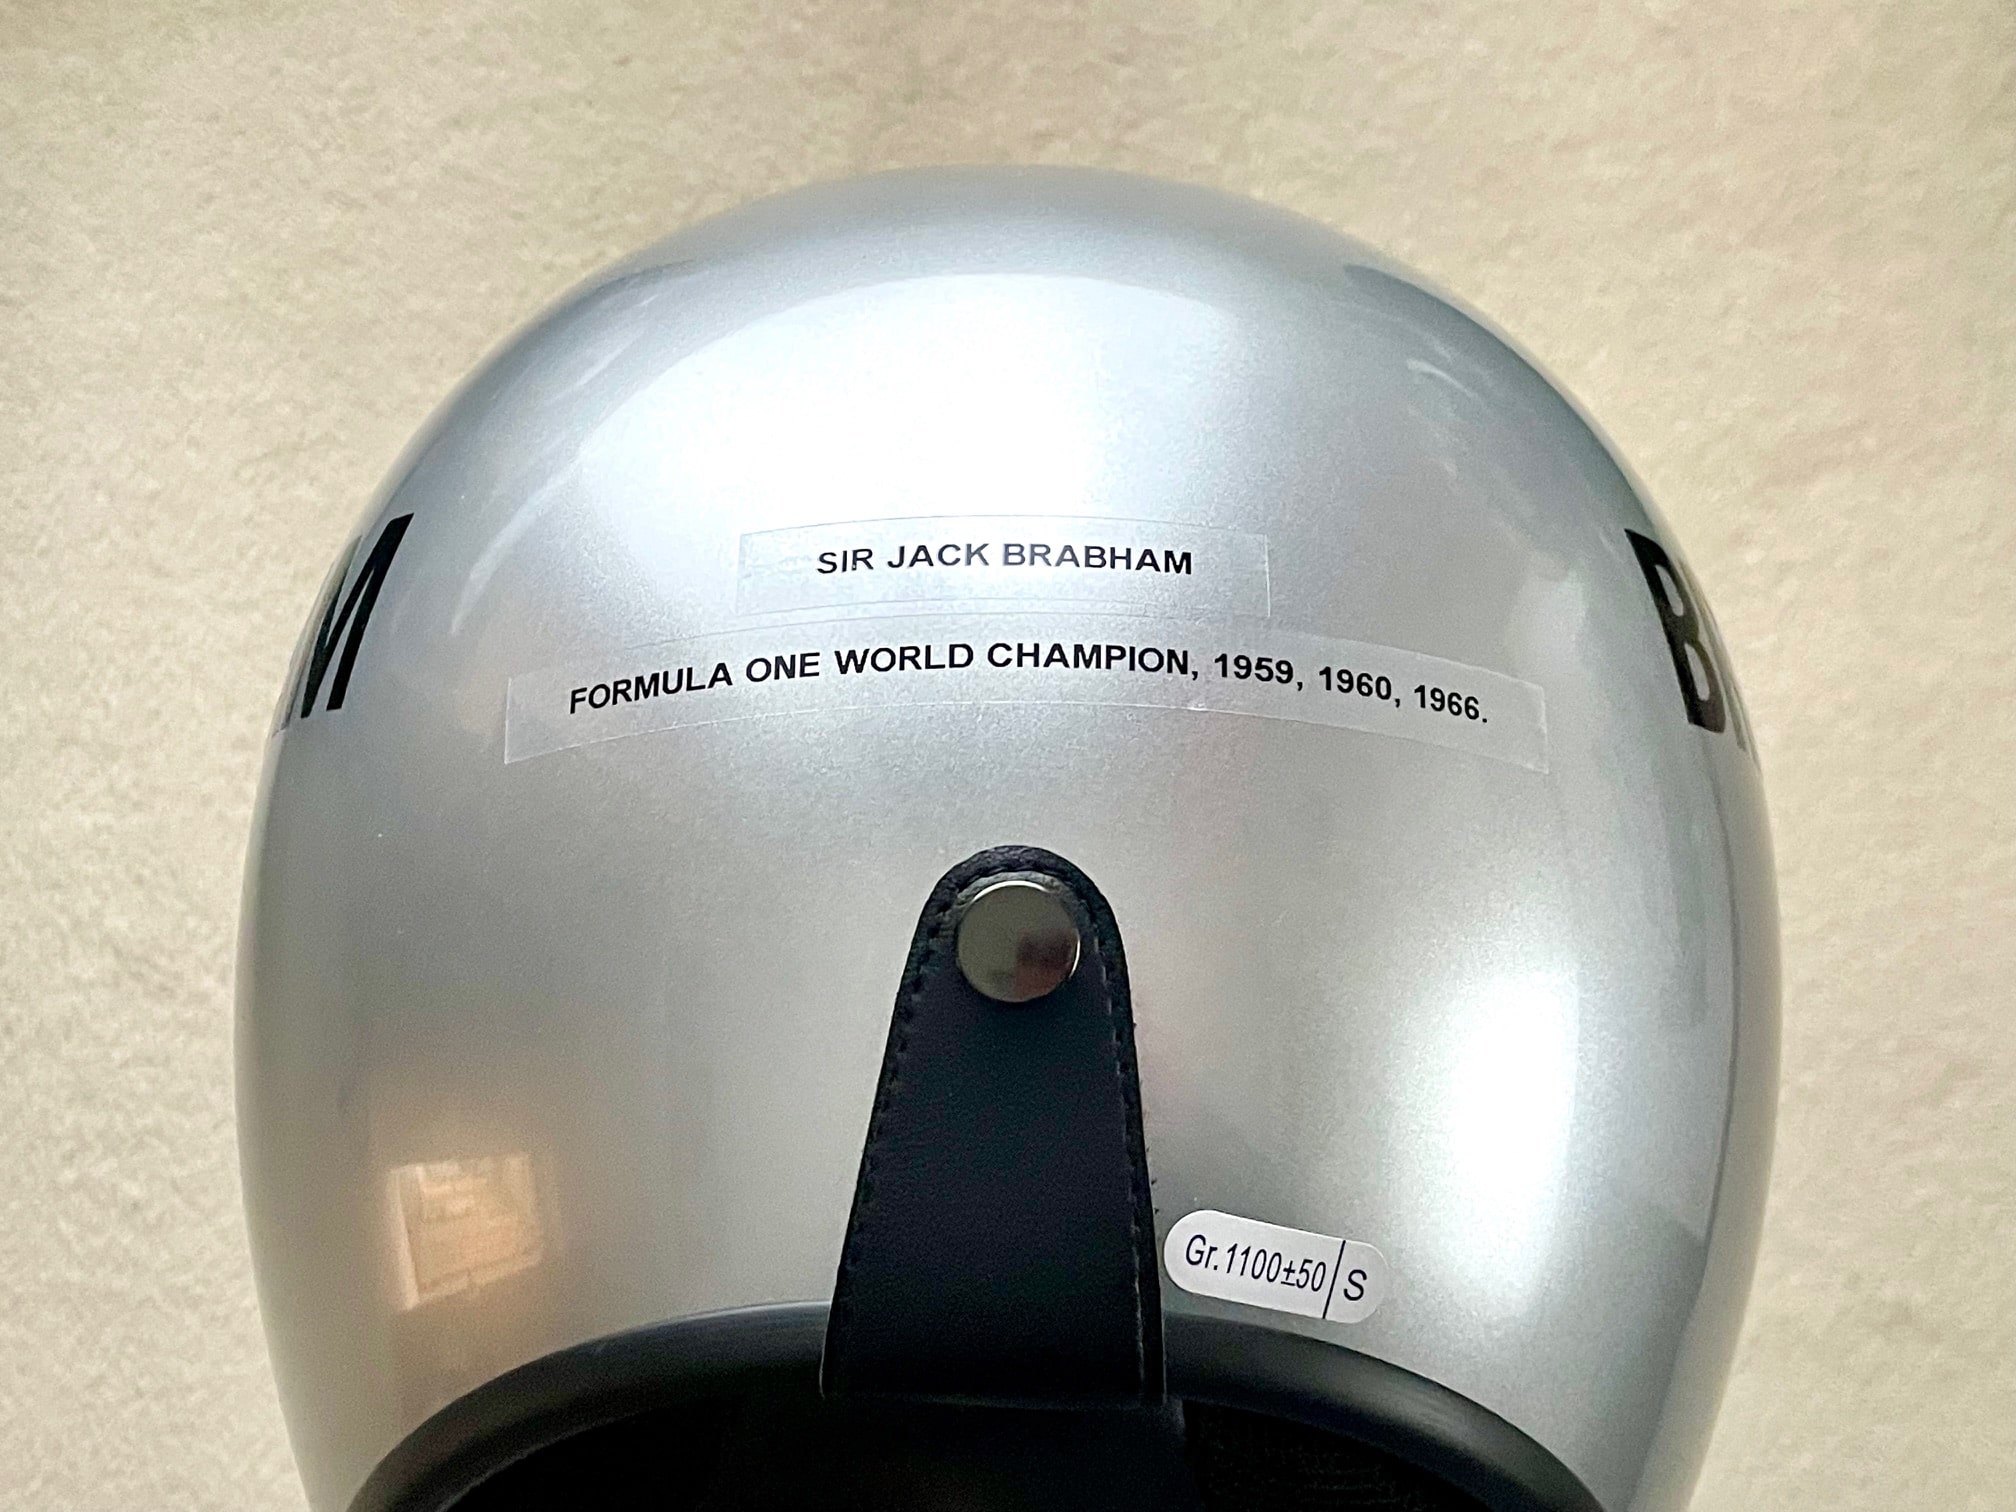 SIR JACK BRABHAM
FORMULA ONE WORLD CHAMPION, 1959, 1960, 1966.
M
B
Gr.1100±50 S